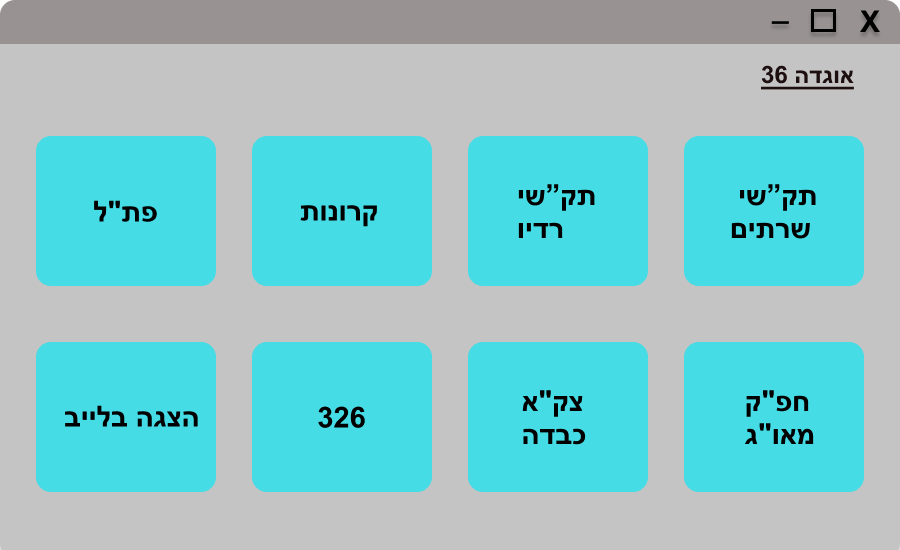 אוגדה 36
תק”שי
שרתים
תק”שי
רדיו
קרונות
פת"ל
חפ"ק
מאו"ג
צק"א
כבדה
326
הצגה בלייב